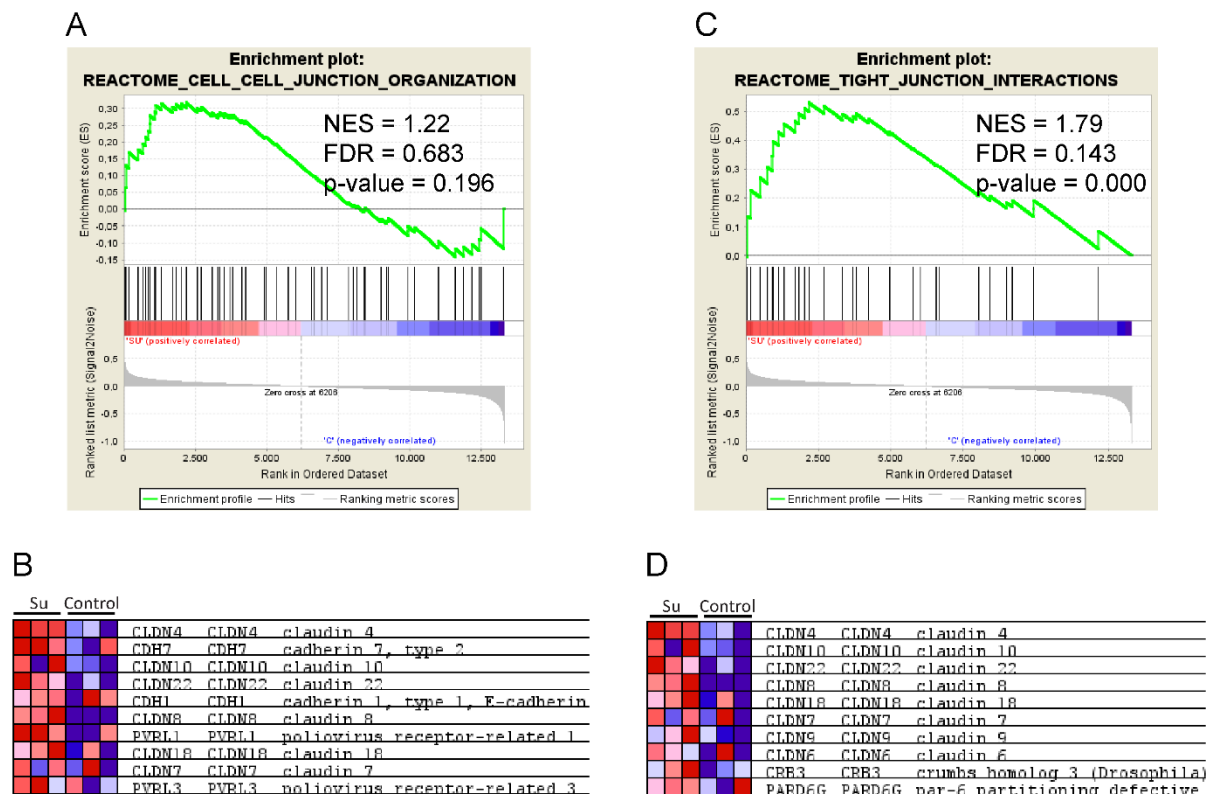 A
Enrichment plot:
REACTOME_CELL_CELL_JUNCTION_ORGANIZATION
NES = 1.22
FDR = 0.683
p-value = 0.196
Enrichment score (ES)
0,30
0,25
0,20
0,15
0,10
0,05
0,00
-0,05
-0,10
-0,15
'SU' (positively correlated)
Ranked list metric (Signal2Noise)
0,5
0,0
-0,5
-1,0
Zero cross at 6206
'C' (negatively correlated)
0 2.500 5.000 7.500 10.000 12.500
Rank in Ordered Dataset
Enrichment profile Hits Ranking metric scores
C
Enrichment plot:
REACTOME_TIGHT_JUNCTION_INTERACTIONS
NES = 1.79
FDR = 0.143
p-value = 0.000
Enrichment score (ES)
0,5
0,4
0,3
0,2
0,1
0,0
'SU' (positively correlated)
Ranked list metric (Signal2Noise)
0,5
0,0
-0,5
-1,0
Zero cross at 6206
'C' (negatively correlated)
0 2.500 5.000 7.500 10.000 12.500
Rank in Ordered Dataset
Enrichment profile Hits Ranking metric scores
B
Su Control
CLDN4 CLDN4 claudin 4
CDH7 CDH7 cadherin 7, type 2
CLDN10 CLDN10 claudin 10
CLDN22 CLDN22 claudin 22
CDH1 CDH1 cadherin 1, type 1, E-cadherin
CLDN8 CLDN8 claudin 8
PVRL1 PVRL1 poliovirus receptor-related 1
CLDN18 CLDN18 claudin 18
CLDN7 CLDN7 claudin 7
PVRL3 PVRL3 poliovirus receptor-related 3
D
Su Control
CLDN4 CLDN4 claudin 4
CLDN10 CLDN10 claudin 10
CLDN22 CLDN22 claudin 22
CLDN8 CLDN8 claudin 8
CLDN18 CLDN18 claudin 18
CLDN7 CLDN7 claudin 7
CLDN9 CLDN9 claudin 9
CLDN6 CLDN6 claudin 6
CRB3 CRB3 crumbs homolog 3 (Drosophila)
PARD6G PARD6G par-6 partitioning defective